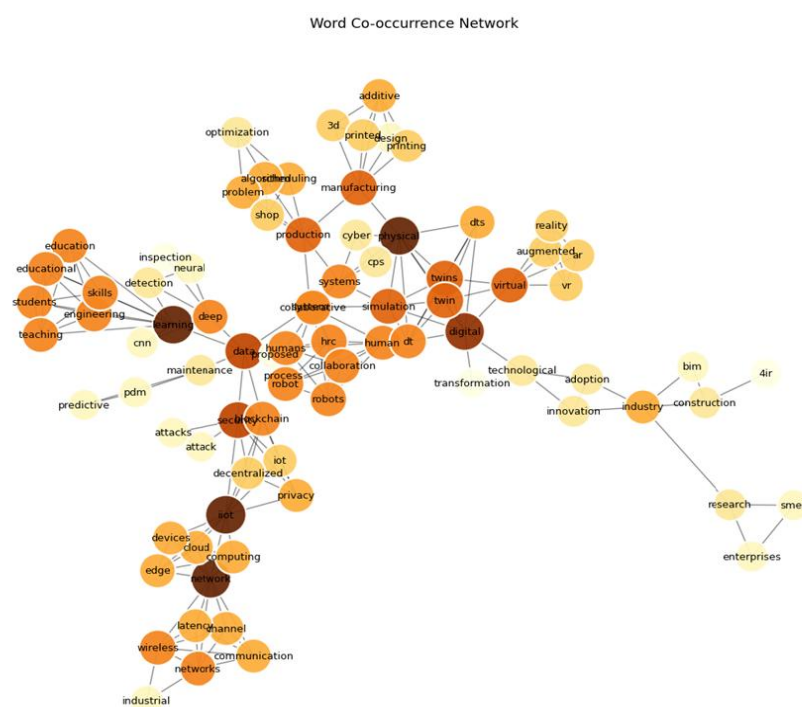 Word Co-occurrence Network
additive
3d
printed
design
printing
optimization
algorithm
scheduling
problem
manufacturing
shop
production
cyber
physical
dts
reality
augmented
ar
vr
education
inspection
neural
cps
educational
detection
systems
twins
virtual
skills
students
engineering
deep
collaborative
simulation
twin
learning
teaching
digital
cnn
data
humans
hrc
human
dt
proposed
maintenance
collaboration
technological
bim
4ir
process
robot
transformation
adoption
predictive
pdm
robots
innovation
industry
construction
attacks
security
blockchain
attack
iot
decentralized
privacy
research
sme
iiot
devices
cloud
computing
enterprises
edge
network
latency
channel
wireless
communication
networks
industrial